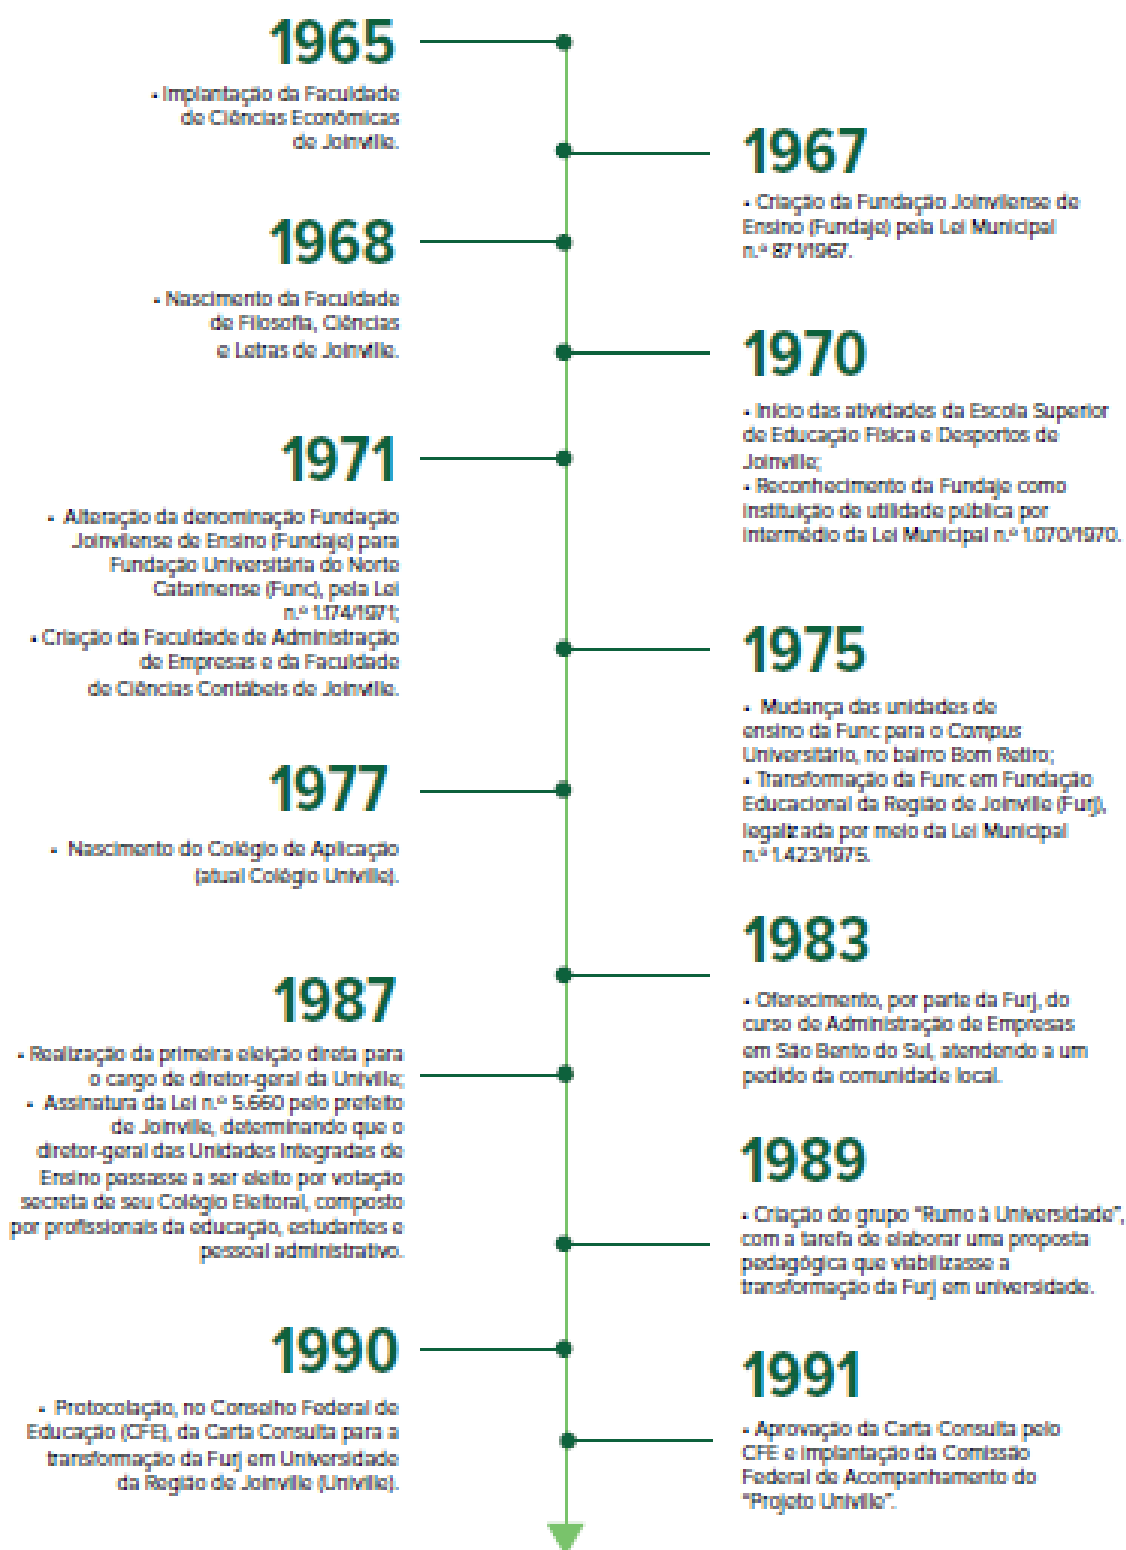 1965
• Implantação da Faculdade
de Ciências Econômicas
de Joinville.
1967
• Criação da Fundação Joinvilense de
Ensino (Fundaje) pela Lei Municipal
n.º 871/1967.
1968
• Nascimento da Faculdade
de Filosofia, Ciências
e Letras de Joinville.
1970
• Início das atividades da Escola Superior
de Educação Física e Desportos de
Joinville;
• Reconhecimento da Fundaje como
instituição de utilidade pública por
intermédio da Lei Municipal n.º 1.070/1970.
1971
• Alteração da denominação Fundação
Joinvilense de Ensino (Fundaje) para
Fundação Universitária do Norte
Catarinense (Func), pela Lei
n.º 1.174/1971;
• Criação da Faculdade de Administração
de Empresas e da Faculdade
de Ciências Contábeis de Joinville.
1975
• Mudança das unidades de
ensino da Func para o Campus
Universitário, no bairro Bom Retiro;
• Transformação da Func em Fundação
Educacional da Região de Joinville (Furj),
legalizada por meio da Lei Municipal
n.º 1.423/1975.
1977
• Nascimento do Colégio de Aplicação
(atual Colégio Univille).
1983
• Oferecimento, por parte da Furj, do
curso de Administração de Empresas
em São Bento do Sul, atendendo a um
pedido da comunidade local.
1987
• Realização da primeira eleição direta para
o cargo de diretor-geral da Univille;
• Assinatura da Lei n.º 5.660 pelo prefeito
de Joinville, determinando que o
diretor-geral das Unidades Integradas de
Ensino passasse a ser eleito por votação
secreta de seu Colégio Eleitoral, composto
por profissionais da educação, estudantes e
pessoal administrativo.
1989
• Criação do grupo "Rumo à Universidade",
com a tarefa de elaborar uma proposta
pedagógica que viabilizasse a
transformação da Furj em universidade.
1990
• Protocolação, no Conselho Federal de
Educação (CFE), da Carta Consulta para a
transformação da Furj em Universidade
da Região de Joinville (Univille).
1991
• Aprovação da Carta Consulta pelo
CFE e implantação da Comissão
Federal de Acompanhamento do
"Projeto Univille".